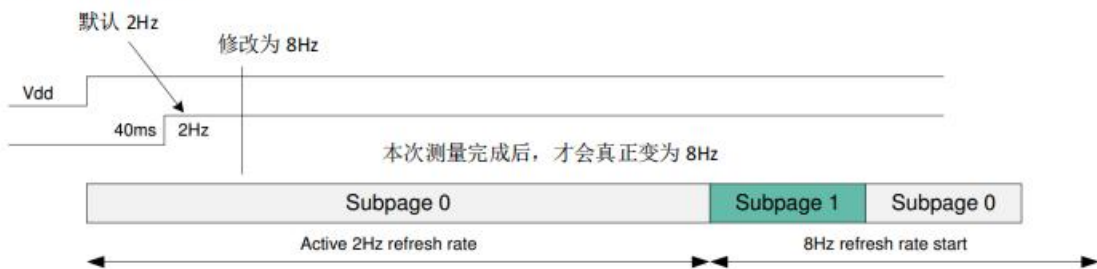 默认 2Hz
修改为 8Hz
Vdd
40ms 2Hz
本次测量完成后，才会真正变为 8Hz
Subpage 0 Subpage 1 Subpage 0
Active 2Hz refresh rate 8Hz refresh rate start